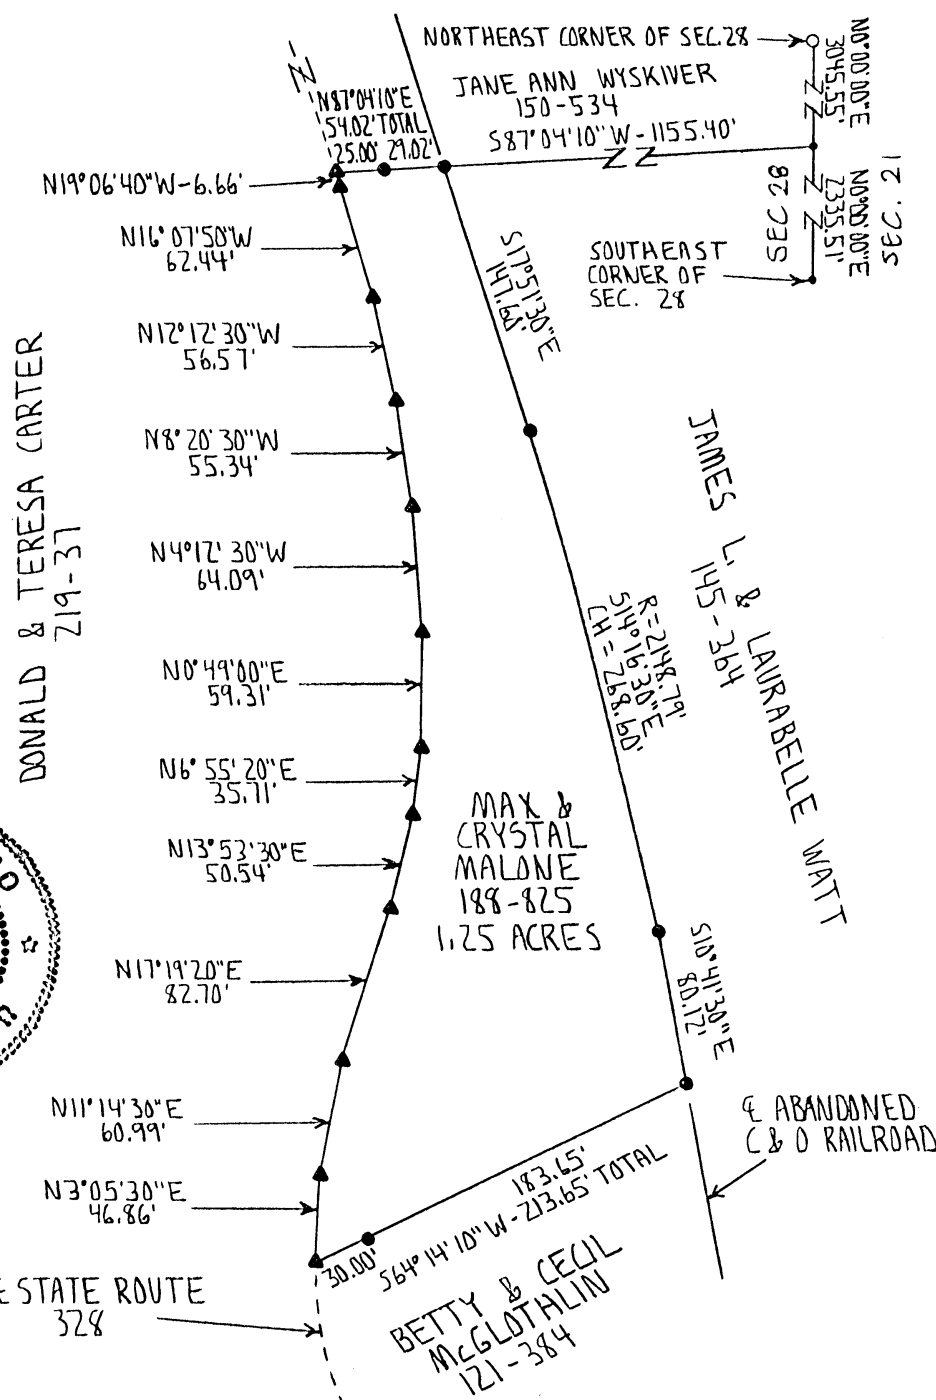 NORTHEAST CORNER OF SEC.28
N0°00'00"E
3045.55'
JANE ANN WYSKIVER
150-534
S87°04'10"W-1155.40'
N
N87°04'10"E
54.02' TOTAL
25.00' 29.02'
N19°06'40"W-6.66'
SEC 28
N0°00'00"E
2335.51'
SEC. 21
SOUTHEAST
CORNER OF
SEC. 28
N16°07'50"W
62.44'
S17°51'30"E
147.60'
N12°12'30"W
56.57'
N8°20'30"W
55.34'
N4°12'30"W
64.09'
N0°49'00"E
59.31'
N6°55'20"E
35.71'
N13°53'30"E
50.54'
N17°19'20"E
82.70'
N11°14'30"E
60.99'
N3°05'30"E
46.86'
DONALD & TERESA CARTER
219-37
R=2148.79'
S14°16'30"E
CH=268.60'
JAMES L. & LAURABELLE WATT
145-364
MAX &
CRYSTAL
MALONE
188-825
1.25 ACRES
S10°41'30"E
80.12'
℄ ABANDONED
C&O RAILROAD
183.65'
30.00' S64°14'10"W-213.65' TOTAL
BETTY & CECIL
McGLOTHLIN
121-384
STATE ROUTE
328